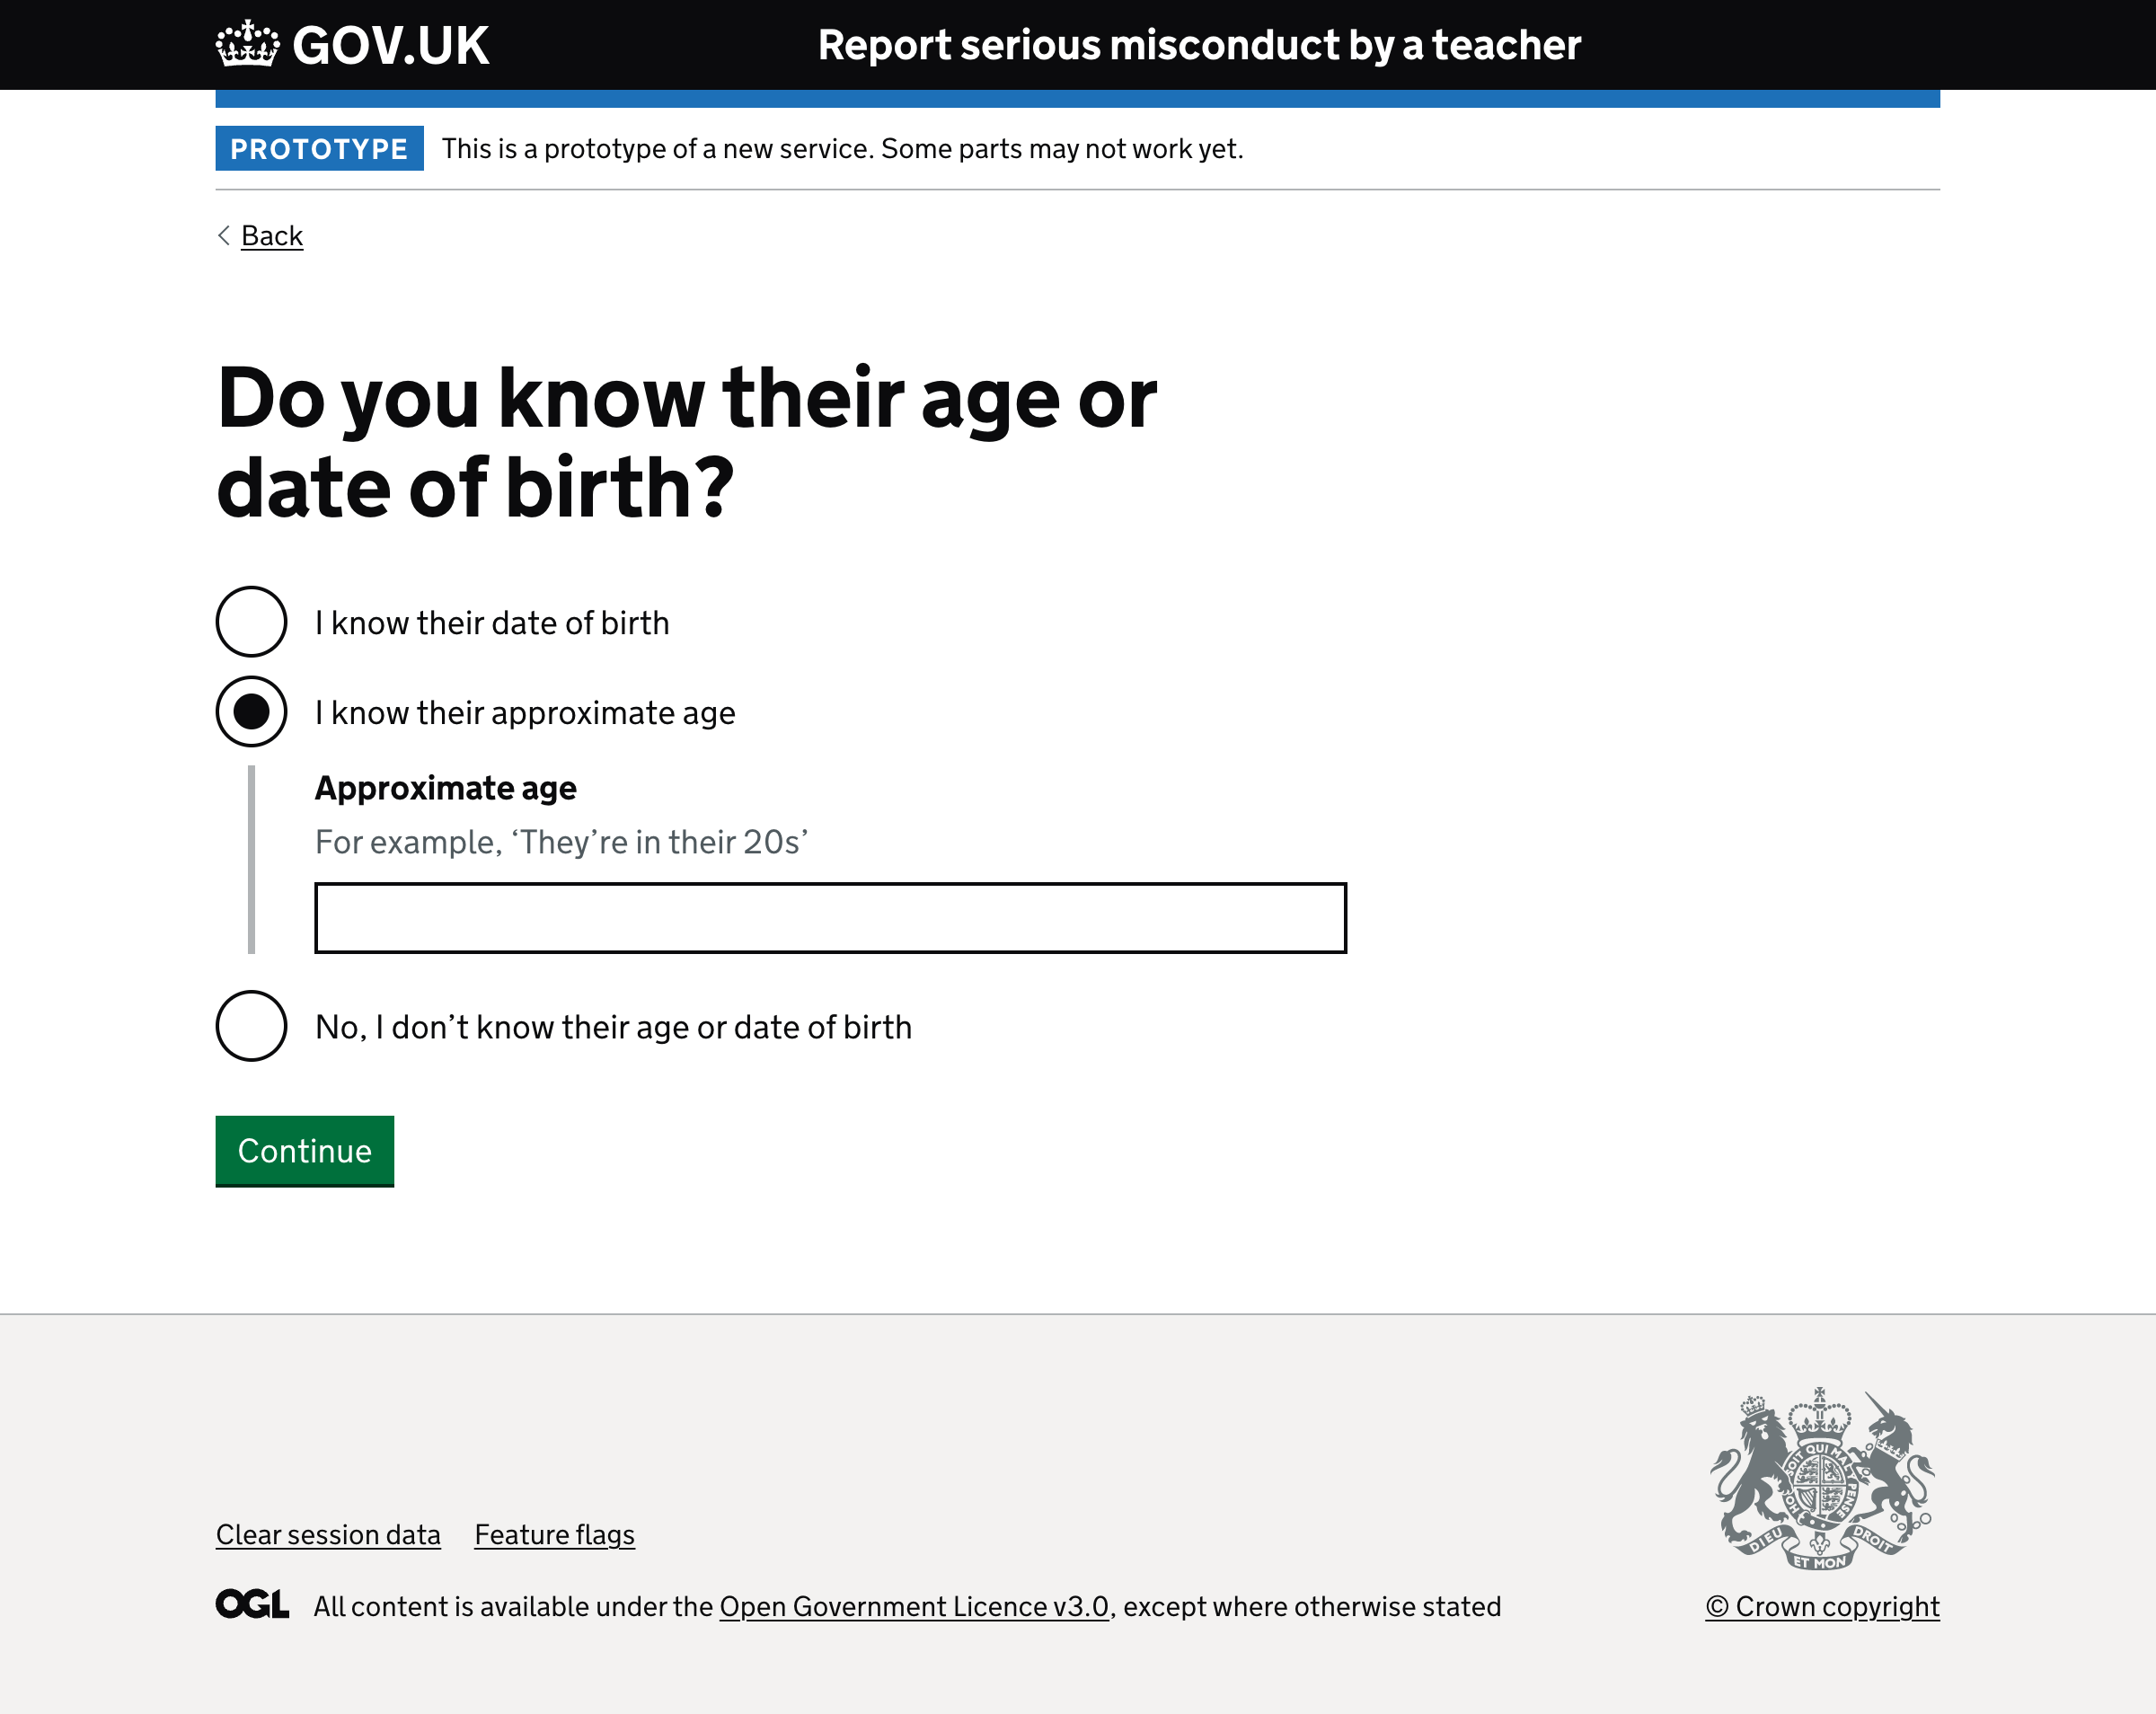 GOV.UK
Report serious misconduct by a teacher
PROTOTYPE
This is a prototype of a new service. Some parts may not work yet.
Back
Do you know their age or
date of birth?
I know their date of birth
I know their approximate age
Approximate age
For example, ‘They’re in their 20s’
No, I don’t know their age or date of birth
Continue
Clear session data
Feature flags
OGL
All content is available under the Open Government Licence v3.0, except where otherwise stated
SOIT QUI MAL
PENSE
HON
DIEU
ET MON
DROIT
© Crown copyright